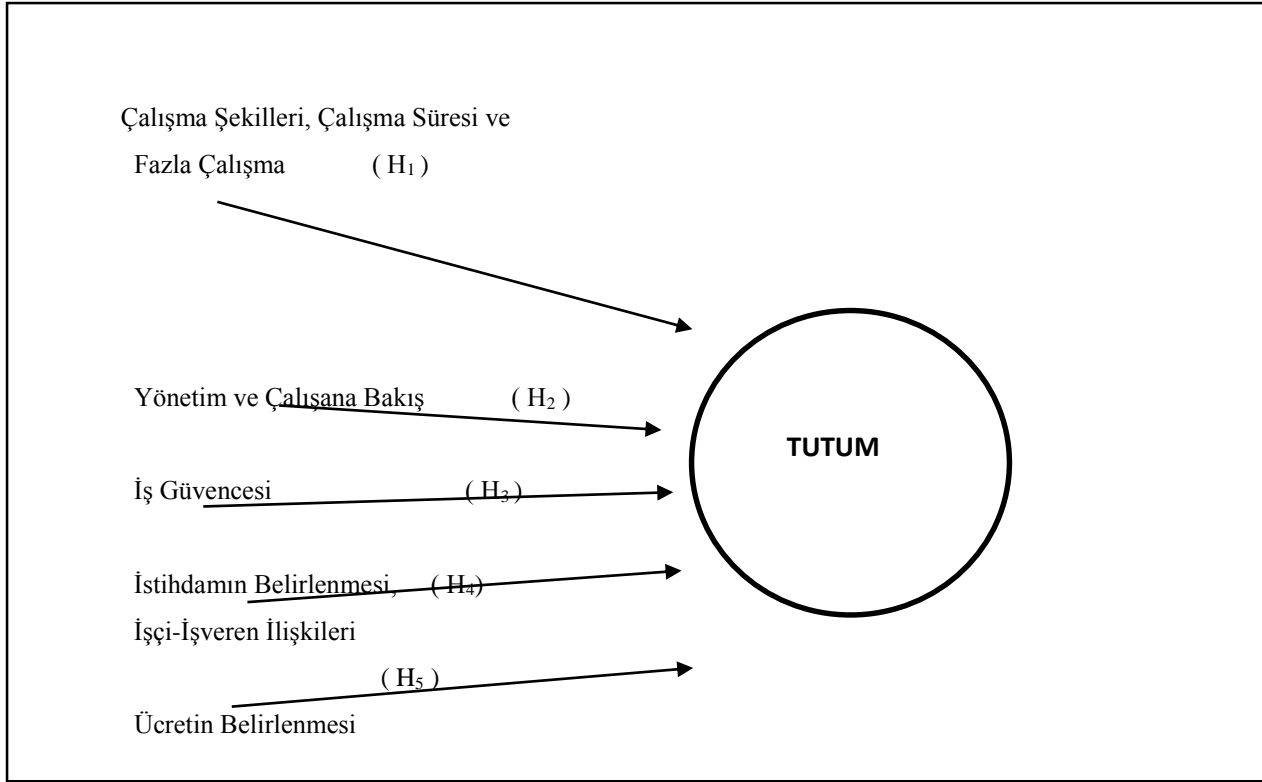 Çalışma Şekilleri, Çalışma Süresi ve
Fazla Çalışma ( H₁ )
Yönetim ve Çalışana Bakış ( H₂ )
TUTUM
İş Güvencesi ( H₃ )
İstihdamın Belirlenmesi, ( H₄)
İşçi-İşveren İlişkileri
( H₅ )
Ücretin Belirlenmesi